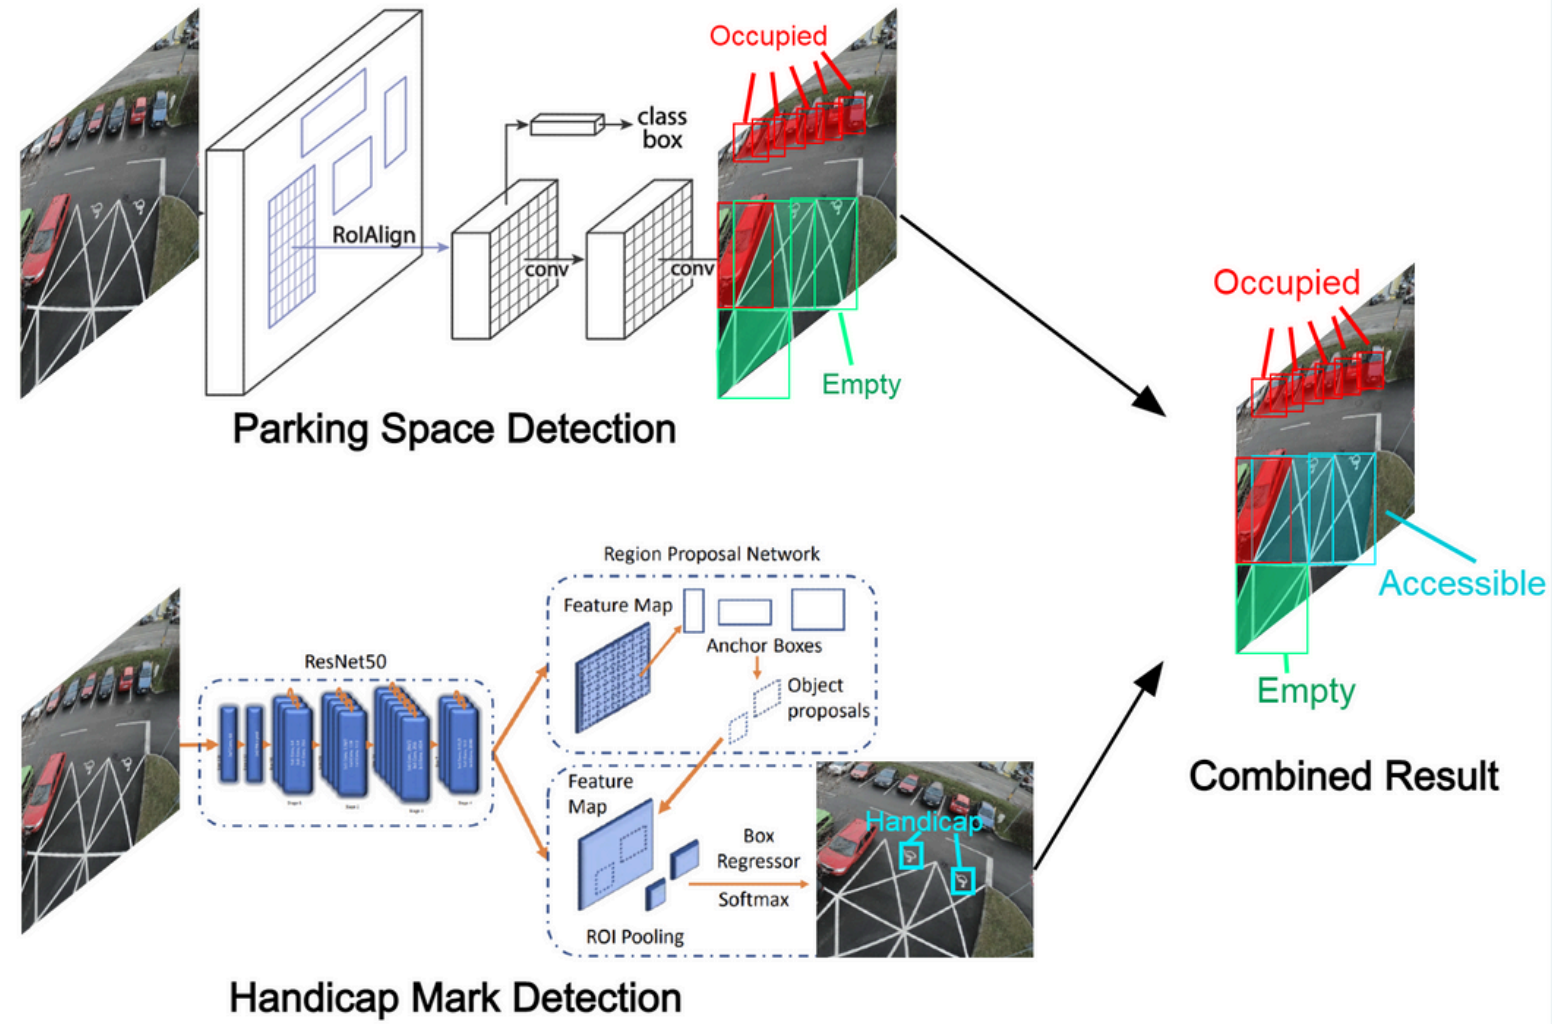 Occupied
class
box
RoIAlign
conv
conv
Empty
Parking Space Detection
Occupied
Accessible
Empty
Combined Result
Region Proposal Network
Feature Map
Anchor Boxes
Object
proposals
ResNet50
Feature
Map
Box
Regressor
Softmax
ROI Pooling
Handicap
Handicap Mark Detection